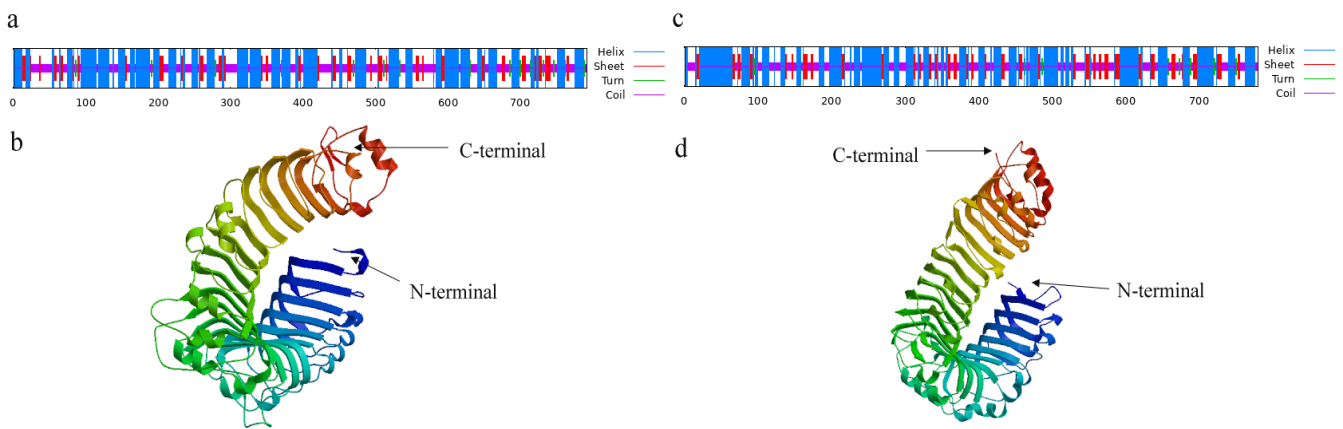 a
Helix
Sheet
Turn
Coil
0 100 200 300 400 500 600 700
b
C-terminal
N-terminal
c
Helix
Sheet
Turn
Coil
0 100 200 300 400 500 600 700
d
C-terminal
N-terminal